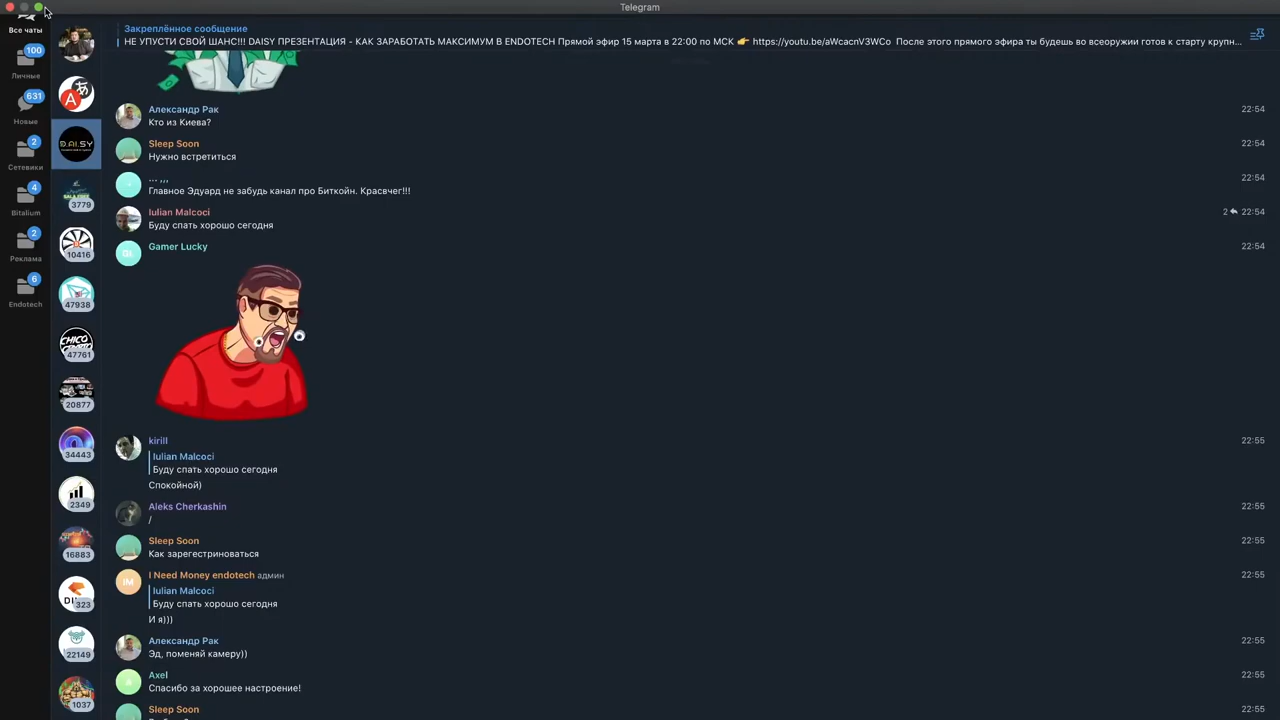 Telegram
Все чаты
100
Личные
631
Новые
2
Сетевики
4
Bitalium
2
Реклама
6
Endotech
3779
10416
47938
47761
20877
34443
2349
16883
323
22149
1037
Закреплённое сообщение
НЕ УПУСТИ СВОЙ ШАНС!!! DAISY ПРЕЗЕНТАЦИЯ - КАК ЗАРАБОТАТЬ МАКСИМУМ В ENDOTECH Прямой эфир 15 марта в 22:00 по МСК 👉 https://youtu.be/aWcacnV3WCo После этого прямого эфира ты будешь во всеоружии готов к старту крупн...
Александр Рак 22:54
Кто из Киева?
Sleep Soon 22:54
Нужно встретиться
... ,,, 22:54
Главное Эдуард не забудь канал про Биткойн. Красвчег!!!
Iulian Malcoci 2 22:54
Буду спать хорошо сегодня
Gamer Lucky 22:54
kirill 22:55
Iulian Malcoci
Буду спать хорошо сегодня
Спокойной)
Aleks Cherkashin 22:55
/
Sleep Soon 22:55
Как зарегестриноваться
I Need Money endotech админ 22:55
IM
Iulian Malcoci
Буду спать хорошо сегодня
И я)))
Александр Рак 22:55
Эд, поменяй камеру))
Axel 22:55
Спасибо за хорошее настроение!
Sleep Soon 22:55